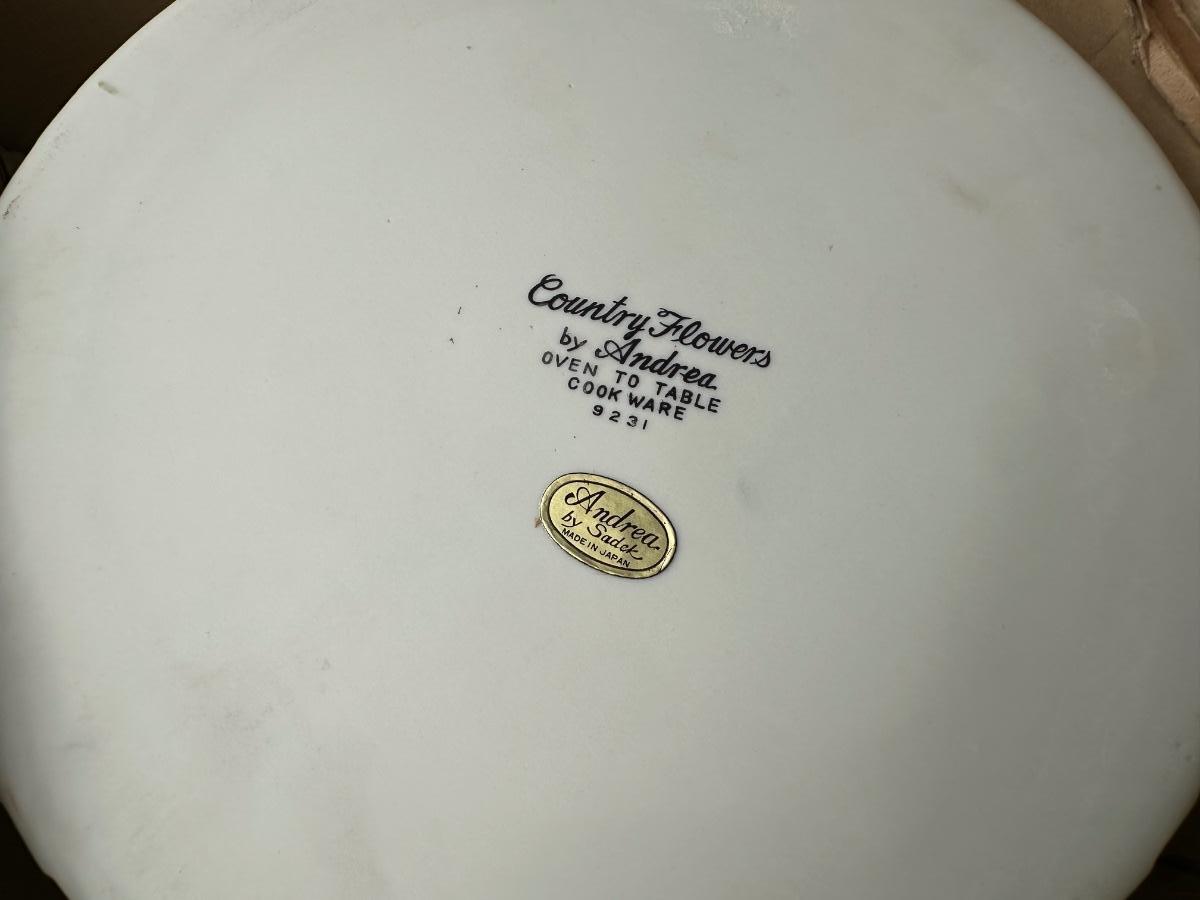 Country Flowers
by Andrea
OVEN TO TABLE
COOK WARE
9231
Andrea
by Sadek
MADE IN JAPAN